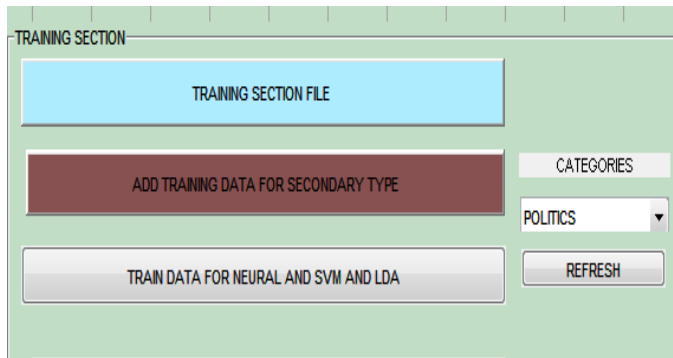 TRAINING SECTION
TRAINING SECTION FILE
ADD TRAINING DATA FOR SECONDARY TYPE
CATEGORIES
POLITICS
TRAIN DATA FOR NEURAL AND SVM AND LDA
REFRESH